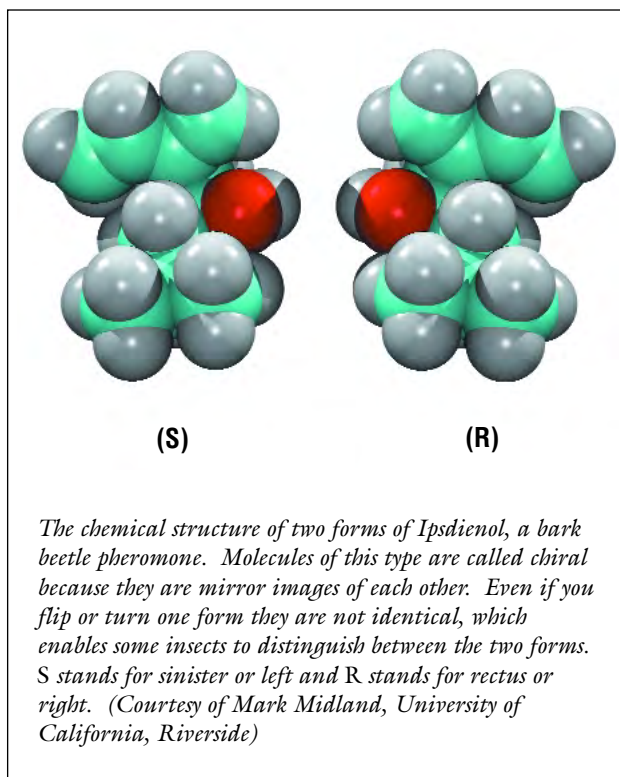 (S) (R)
The chemical structure of two forms of Ipsdienol, a bark
beetle pheromone. Molecules of this type are called chiral
because they are mirror images of each other. Even if you
flip or turn one form they are not identical, which
enables some insects to distinguish between the two forms.
S stands for sinister or left and R stands for rectus or
right. (Courtesy of Mark Midland, University of
California, Riverside)